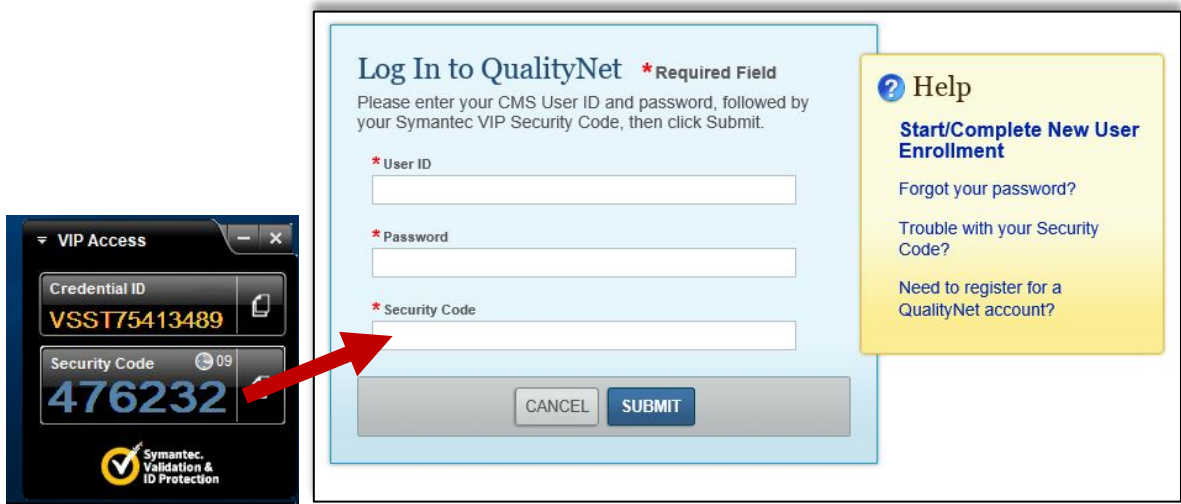 VIP Access
Credential ID
VSST75413489
Security Code 09
476232
Symantec.
Validation &
ID Protection
Log In to QualityNet *Required Field
Please enter your CMS User ID and password, followed by
your Symantec VIP Security Code, then click Submit.
*User ID
*Password
*Security Code
CANCEL SUBMIT
? Help
Start/Complete New User
Enrollment
Forgot your password?
Trouble with your Security
Code?
Need to register for a
QualityNet account?